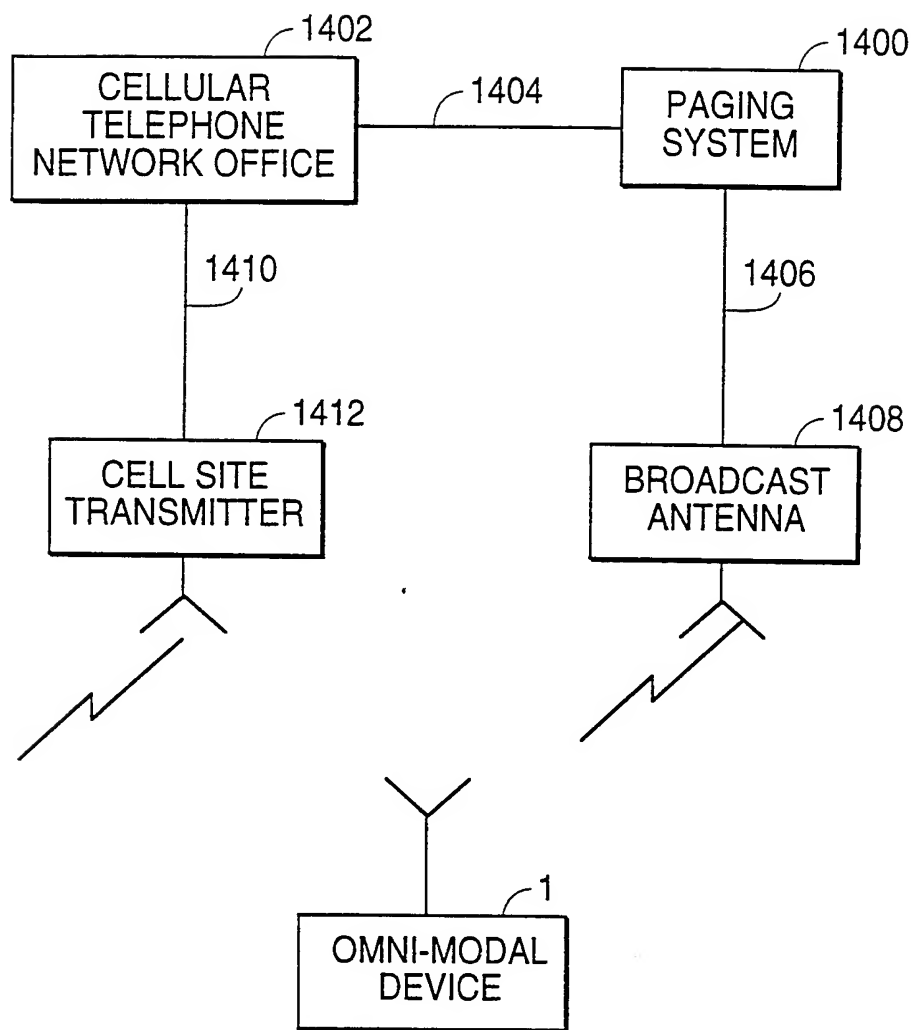 1402
CELLULAR
TELEPHONE
NETWORK OFFICE
1404
1400
PAGING
SYSTEM
1410
1406
1412
CELL SITE
TRANSMITTER
1408
BROADCAST
ANTENNA
1
OMNI-MODAL
DEVICE